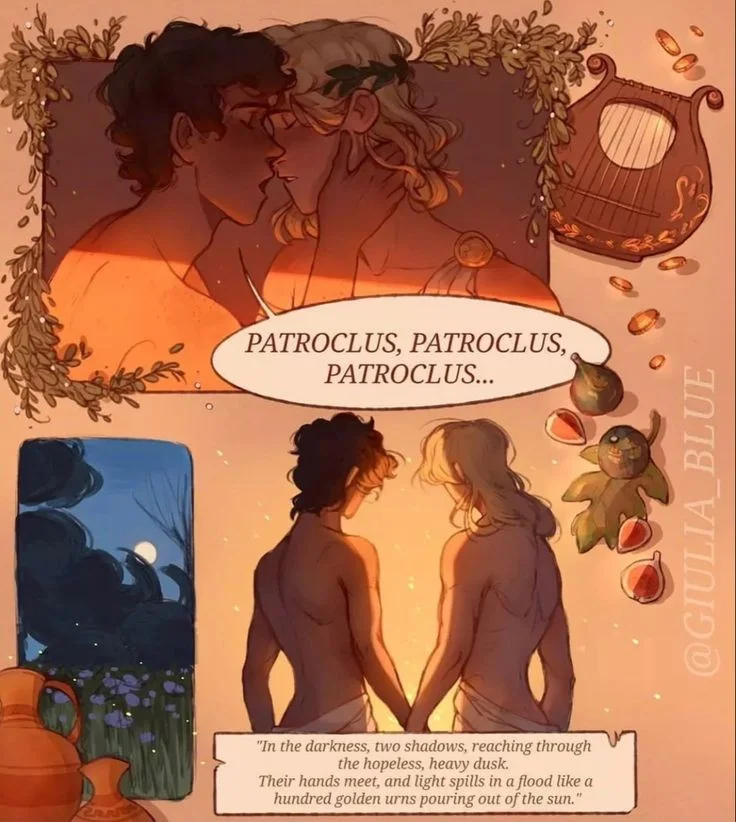 PATROCLUS, PATROCLUS,
PATROCLUS...
@GIULIA_BLUE
"In the darkness, two shadows, reaching through
the hopeless, heavy dusk.
Their hands meet, and light spills in a flood like a
hundred golden urns pouring out of the sun."